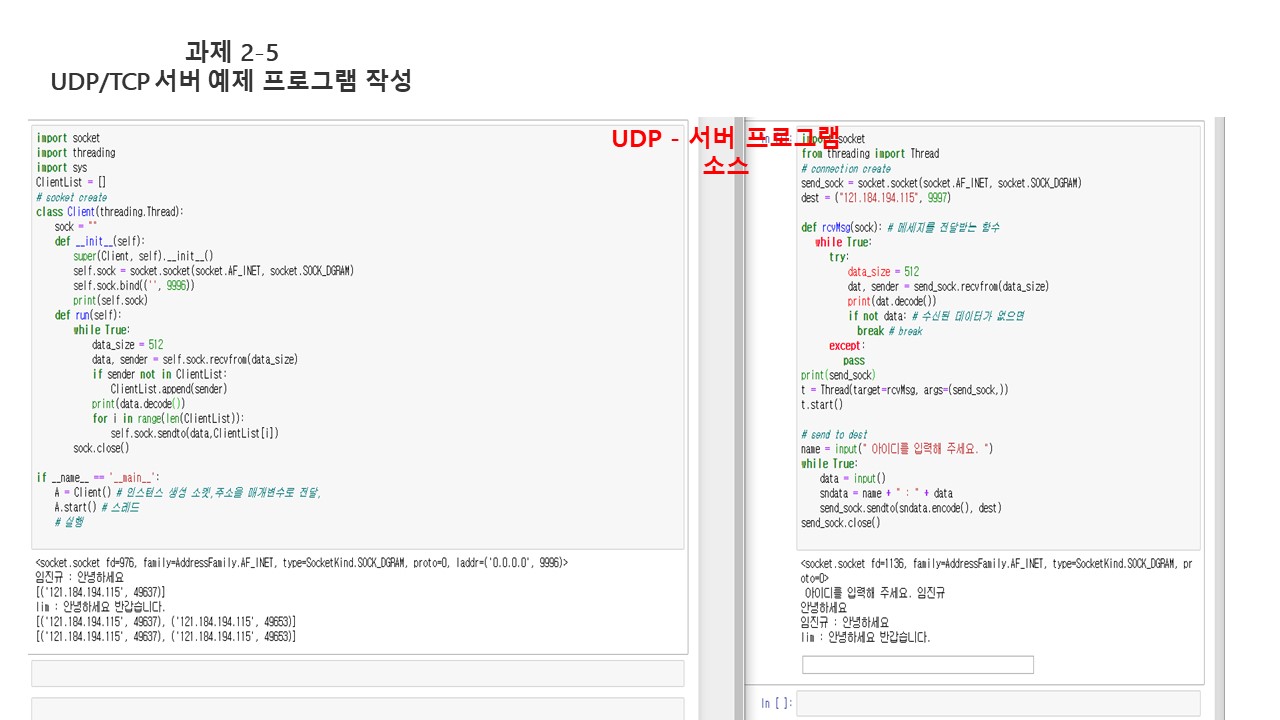 과제 2-5
UDP/TCP 서버 예제 프로그램 작성
UDP - 서버 프로그램
소스
import socket
import threading
import sys
ClientList = []
# socket create
class Client(threading.Thread):
    sock = ""
    def __init__(self):
        super(Client, self).__init__()
        self.sock = socket.socket(socket.AF_INET, socket.SOCK_DGRAM)
        self.sock.bind(('', 9996))
        print(self.sock)
    def run(self):
        while True:
            data_size = 512
            data, sender = self.sock.recvfrom(data_size)
            if sender not in ClientList:
                ClientList.append(sender)
            print(data.decode())
            for i in range(len(ClientList)):
                self.sock.sendto(data,ClientList[i])
        sock.close()
if __name__ == '__main__':
    A = Client() # 인스턴스 생성 소켓,주소을 매개변수로 전달,
    A.start() # 스레드
    # 실행
<socket.socket fd=976, family=AddressFamily.AF_INET, type=SocketKind.SOCK_DGRAM, proto=0, laddr=('0.0.0.0', 9996)>
임진규 : 안녕하세요
[('121.184.194.115', 49637)]
lim : 안녕하세요 반갑습니다.
[('121.184.194.115', 49637), ('121.184.194.115', 49653)]
[('121.184.194.115', 49637), ('121.184.194.115', 49653)]
import socket
from threading import Thread
# connection create
send_sock = socket.socket(socket.AF_INET, socket.SOCK_DGRAM)
dest = ("121.184.194.115", 9997)
def rcvMsg(sock): # 메세지를 전달받는 함수
    while True:
        try:
            data_size = 512
            dat, sender = send_sock.recvfrom(data_size)
            print(dat.decode())
            if not data: # 수신된 데이터가 없으면
                break # break
        except:
            pass
print(send_sock)
t = Thread(target=rcvMsg, args=(send_sock,))
t.start()
# send to dest
name = input(" 아이디를 입력해 주세요. ")
while True:
    data = input()
    sndata = name + " : " + data
    send_sock.sendto(sndata.encode(), dest)
send_sock.close()
<socket.socket fd=1136, family=AddressFamily.AF_INET, type=SocketKind.SOCK_DGRAM, pr
oto=0>
아이디를 입력해 주세요. 임진규
안녕하세요
임진규 : 안녕하세요
lim : 안녕하세요 반갑습니다.
In [ ]: